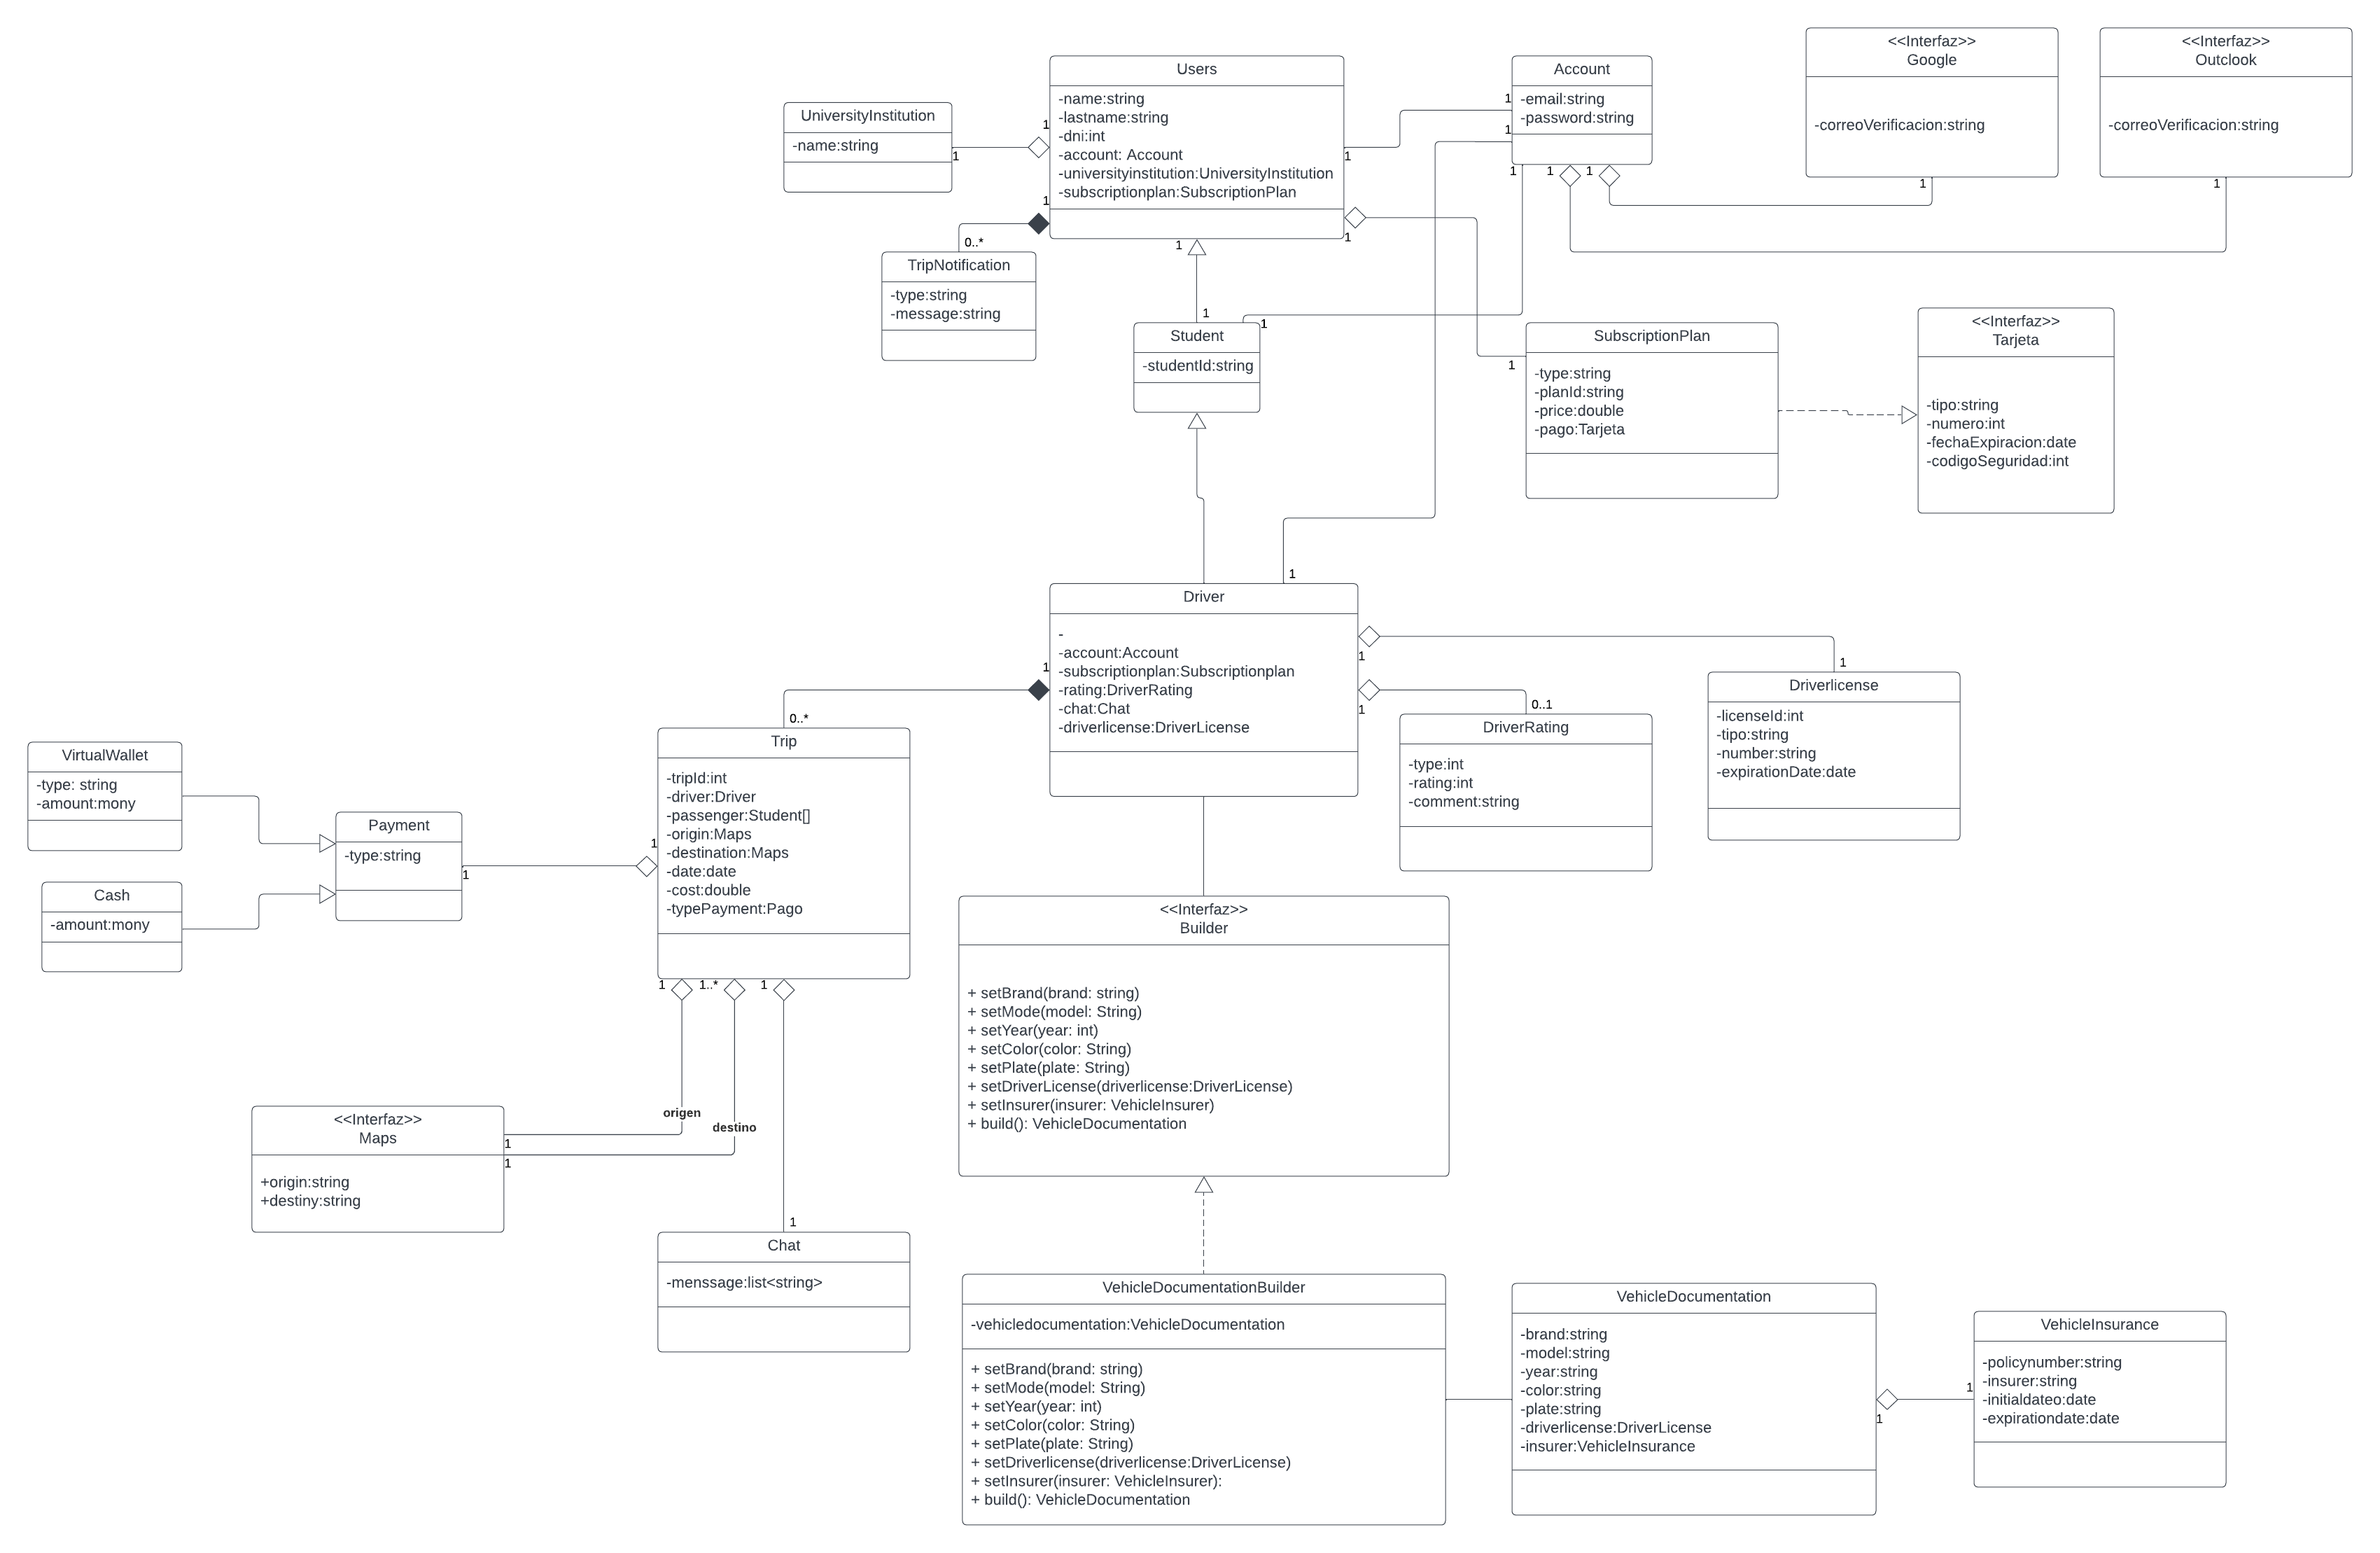 Users
-name:string
-lastname:string
-dni:int
-account: Account
-universityinstitution:UniversityInstitution
-subscriptionplan:SubscriptionPlan
1
1
1
1
UniversityInstitution
-name:string
1
TripNotification
-type:string
-message:string
0..*
Account
-email:string
-password:string
1
1
1
1
1
<<Interfaz>>
Google
-correoVerificacion:string
1
<<Interfaz>>
Outclook
-correoVerificacion:string
1
1
1
1
Student
-studentId:string
SubscriptionPlan
-type:string
-planId:string
-price:double
-pago:Tarjeta
1
<<Interfaz>>
Tarjeta
-tipo:string
-numero:int
-fechaExpiracion:date
-codigoSeguridad:int
1
Driver
-
-account:Account
-subscriptionplan:Subscriptionplan
-rating:DriverRating
-chat:Chat
-driverlicense:DriverLicense
1
1
1
1
Driverlicense
-licenseId:int
-tipo:string
-number:string
-expirationDate:date
0..1
DriverRating
-type:int
-rating:int
-comment:string
0..*
Trip
-tripId:int
-driver:Driver
-passenger:Student[]
-origin:Maps
-destination:Maps
-date:date
-cost:double
-typePayment:Pago
1
1
1..*
1
VirtualWallet
-type: string
-amount:mony
Payment
-type:string
1
Cash
-amount:mony
<<Interfaz>>
Builder
+ setBrand(brand: string)
+ setMode(model: String)
+ setYear(year: int)
+ setColor(color: String)
+ setPlate(plate: String)
+ setDriverLicense(driverlicense:DriverLicense)
+ setInsurer(insurer: VehicleInsurer)
+ build(): VehicleDocumentation
origen
destino
<<Interfaz>>
Maps
+origin:string
+destiny:string
1
1
1
Chat
-menssage:list<string>
VehicleDocumentationBuilder
-vehicledocumentation:VehicleDocumentation
+ setBrand(brand: string)
+ setMode(model: String)
+ setYear(year: int)
+ setColor(color: String)
+ setPlate(plate: String)
+ setDriverlicense(driverlicense:DriverLicense)
+ setInsurer(insurer: VehicleInsurer):
+ build(): VehicleDocumentation
VehicleDocumentation
-brand:string
-model:string
-year:string
-color:string
-plate:string
-driverlicense:DriverLicense
-insurer:VehicleInsurance
1
1
VehicleInsurance
-policynumber:string
-insurer:string
-initialdateo:date
-expirationdate:date